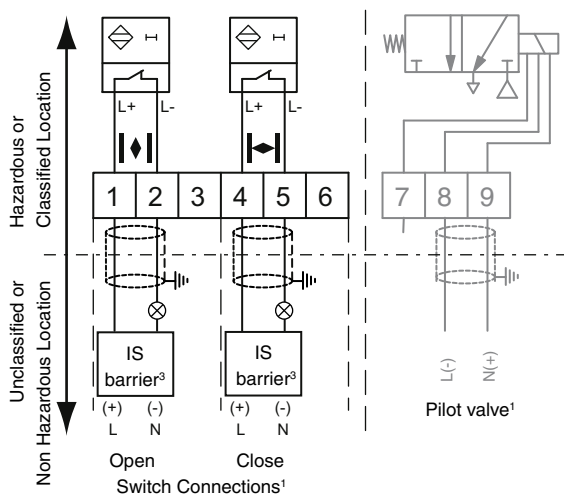 Hazardous or
Classified Location
Unclassified or
Non Hazardous Location
L+ L-
L+ L-
1 2 3 4 5 6
7 8 9
IS
barrier³
IS
barrier³
(+) (-)
L N
(+) (-)
L N
Open
Close
Switch Connections¹
L(-)
N(+)
Pilot valve¹